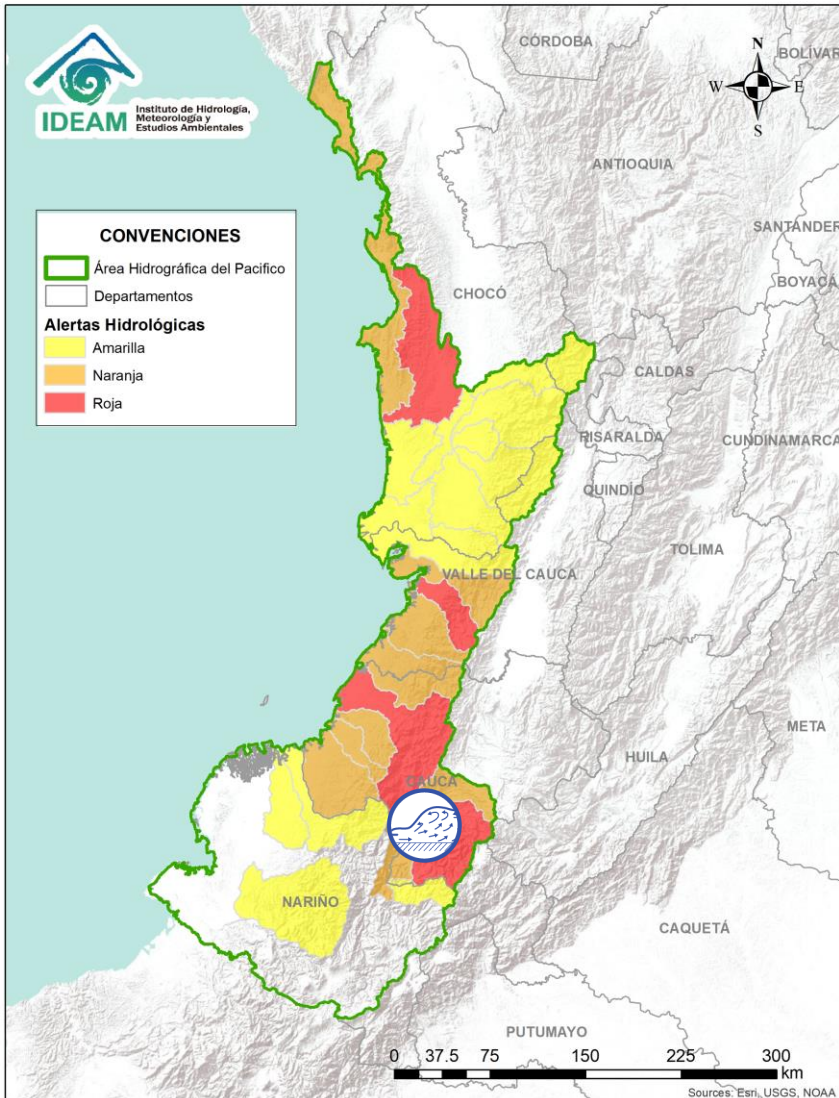 IDEAM
Instituto de Hidrología,
Meteorología y
Estudios Ambientales
CÓRDOBA
BOLÍVAR
N
W E
S
ANTIOQUIA
SANTANDER
BOYACÁ
CONVENCIONES
Área Hidrográfica del Pacifico
Departamentos
Alertas Hidrológicas
Amarilla
Naranja
Roja
CHOCÓ
CALDAS
RISARALDA
CUNDINAMARCA
QUINDÍO
TOLIMA
VALLE DEL CAUCA
META
HUILA
CAUCA
NARIÑO
CAQUETÁ
PUTUMAYO
0 37.5 75 150 225 300
km
Sources: Esri, USGS, NOAA